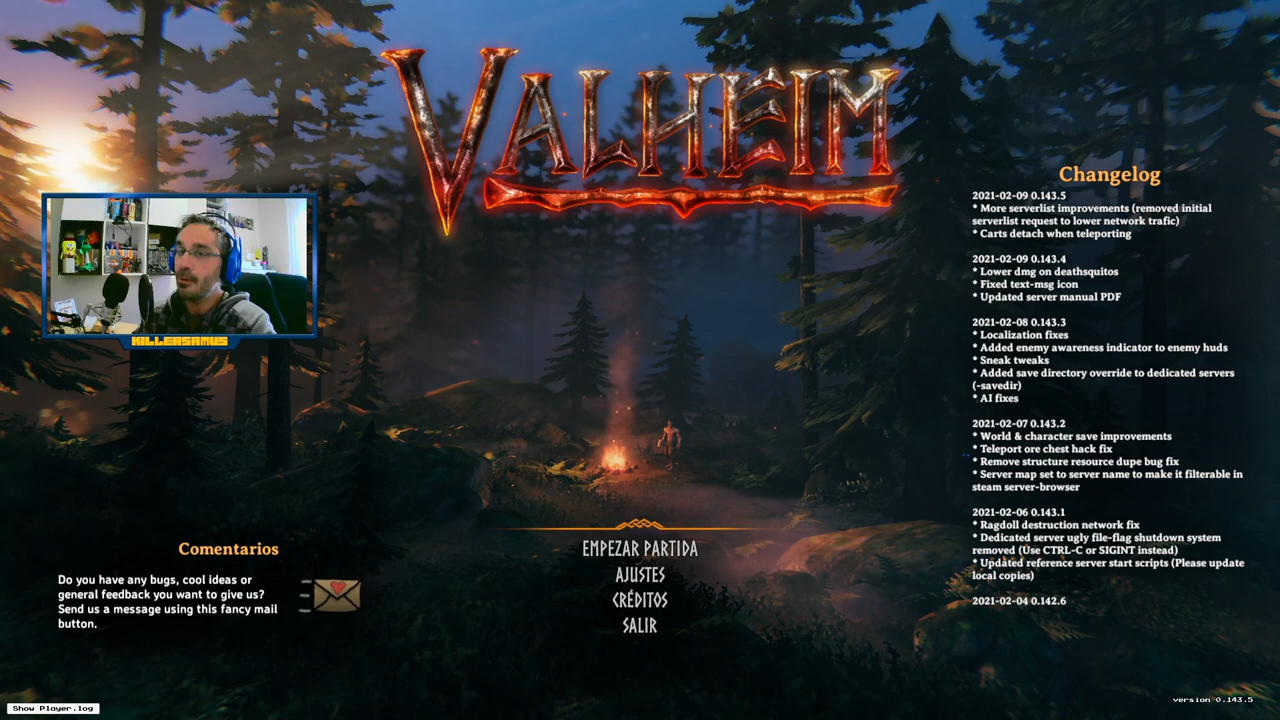 VALHEIM
KILLERSAMUS
Changelog
2021-02-09 0.143.5
* More serverlist improvements (removed initial
serverlist request to lower network trafic)
* Carts detach when teleporting
2021-02-09 0.143.4
* Lower dmg on deathsquitos
* Fixed text-msg icon
* Updated server manual PDF
2021-02-08 0.143.3
* Localization fixes
* Added enemy awareness indicator to enemy huds
* Sneak tweaks
* Added save directory override to dedicated servers
(-savedir)
* AI fixes
2021-02-07 0.143.2
* World & character save improvements
* Teleport ore chest hack fix
* Remove structure resource dupe bug fix
* Server map set to server name to make it filterable in
steam server-browser
2021-02-06 0.143.1
* Ragdoll destruction network fix
* Dedicated server ugly file-flag shutdown system
removed (Use CTRL-C or SIGINT instead)
* Updated reference server start scripts (Please update
local copies)
2021-02-04 0.142.6
EMPEZAR PARTIDA
AJUSTES
CRÉDITOS
SALIR
Comentarios
Do you have any bugs, cool ideas or
general feedback you want to give us?
Send us a message using this fancy mail
button.
Show Player.log
version 0.143.5